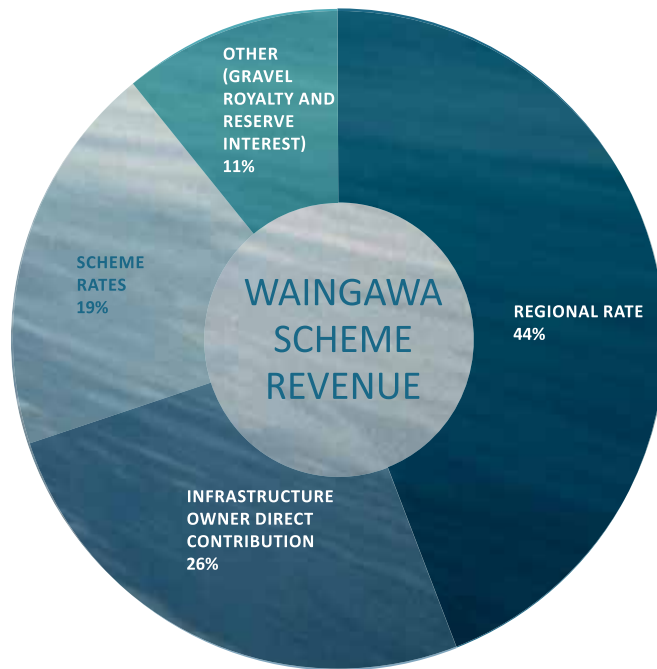 OTHER
(GRAVEL
ROYALTY AND
RESERVE
INTEREST)
11%
SCHEME
RATES
19%
WAINGAWA
SCHEME
REVENUE
REGIONAL RATE
44%
INFRASTRUCTURE
OWNER DIRECT
CONTRIBUTION
26%